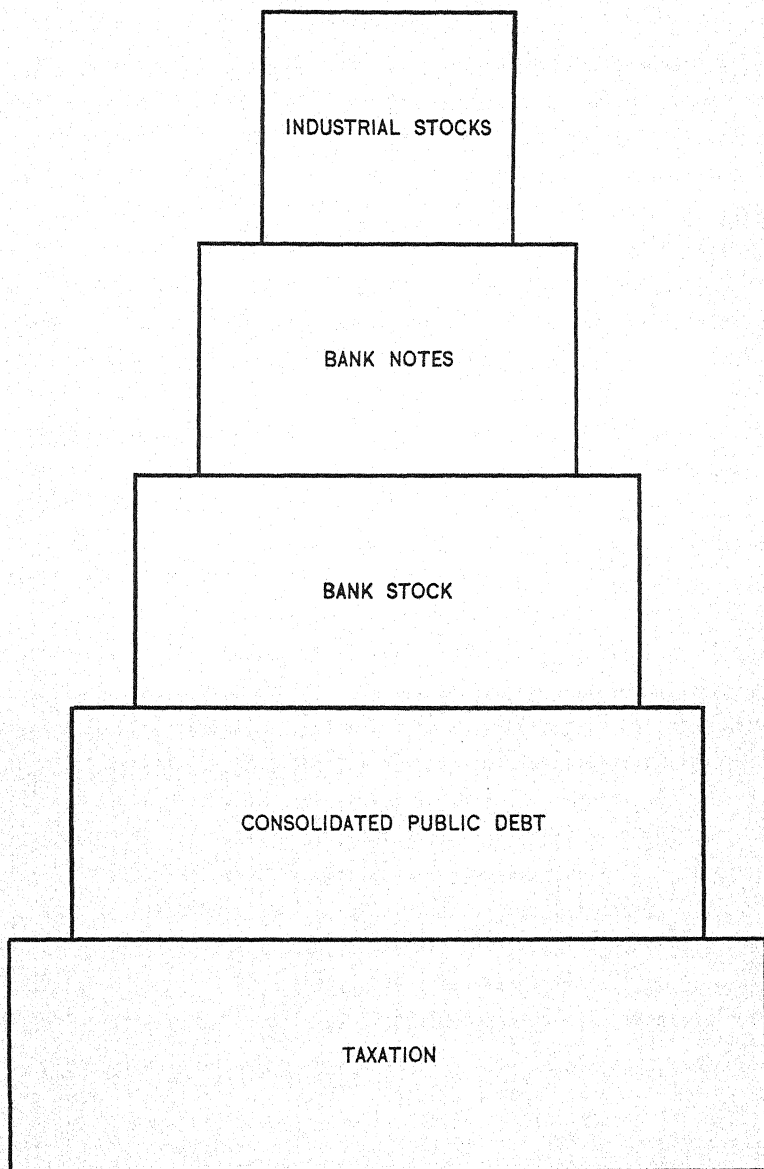 INDUSTRIAL STOCKS
BANK NOTES
BANK STOCK
CONSOLIDATED PUBLIC DEBT
TAXATION